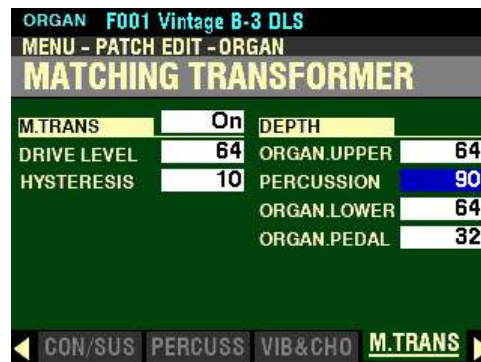 ORGAN F001 Vintage B-3 DLS
MENU - PATCH EDIT - ORGAN
MATCHING TRANSFORMER
M.TRANS On DEPTH
DRIVE LEVEL 64 ORGAN.UPPER 64
HYSTERESIS 10 PERCUSSION 90
ORGAN.LOWER 64
ORGAN.PEDAL 32
CON/SUS PERCUSS VIB&CHO M.TRANS